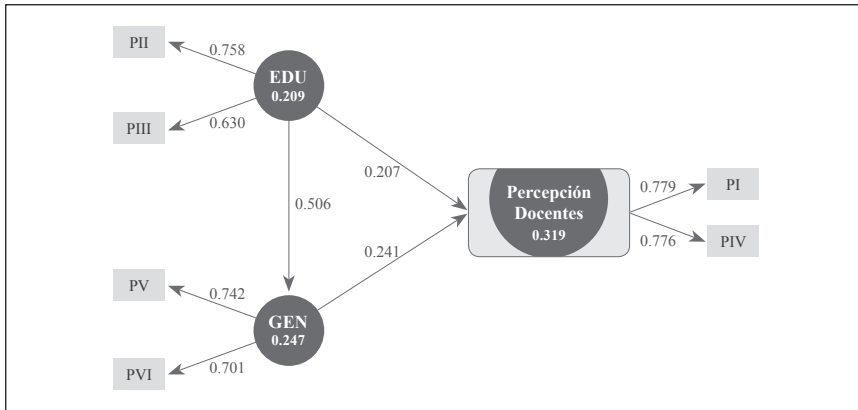 PII
0.758
EDU
0.209
PIII
0.630
0.207
0.506
Percepción
Docentes
0.319
0.779
PI
0.776
PIV
0.241
PV
0.742
GEN
0.247
PVI
0.701